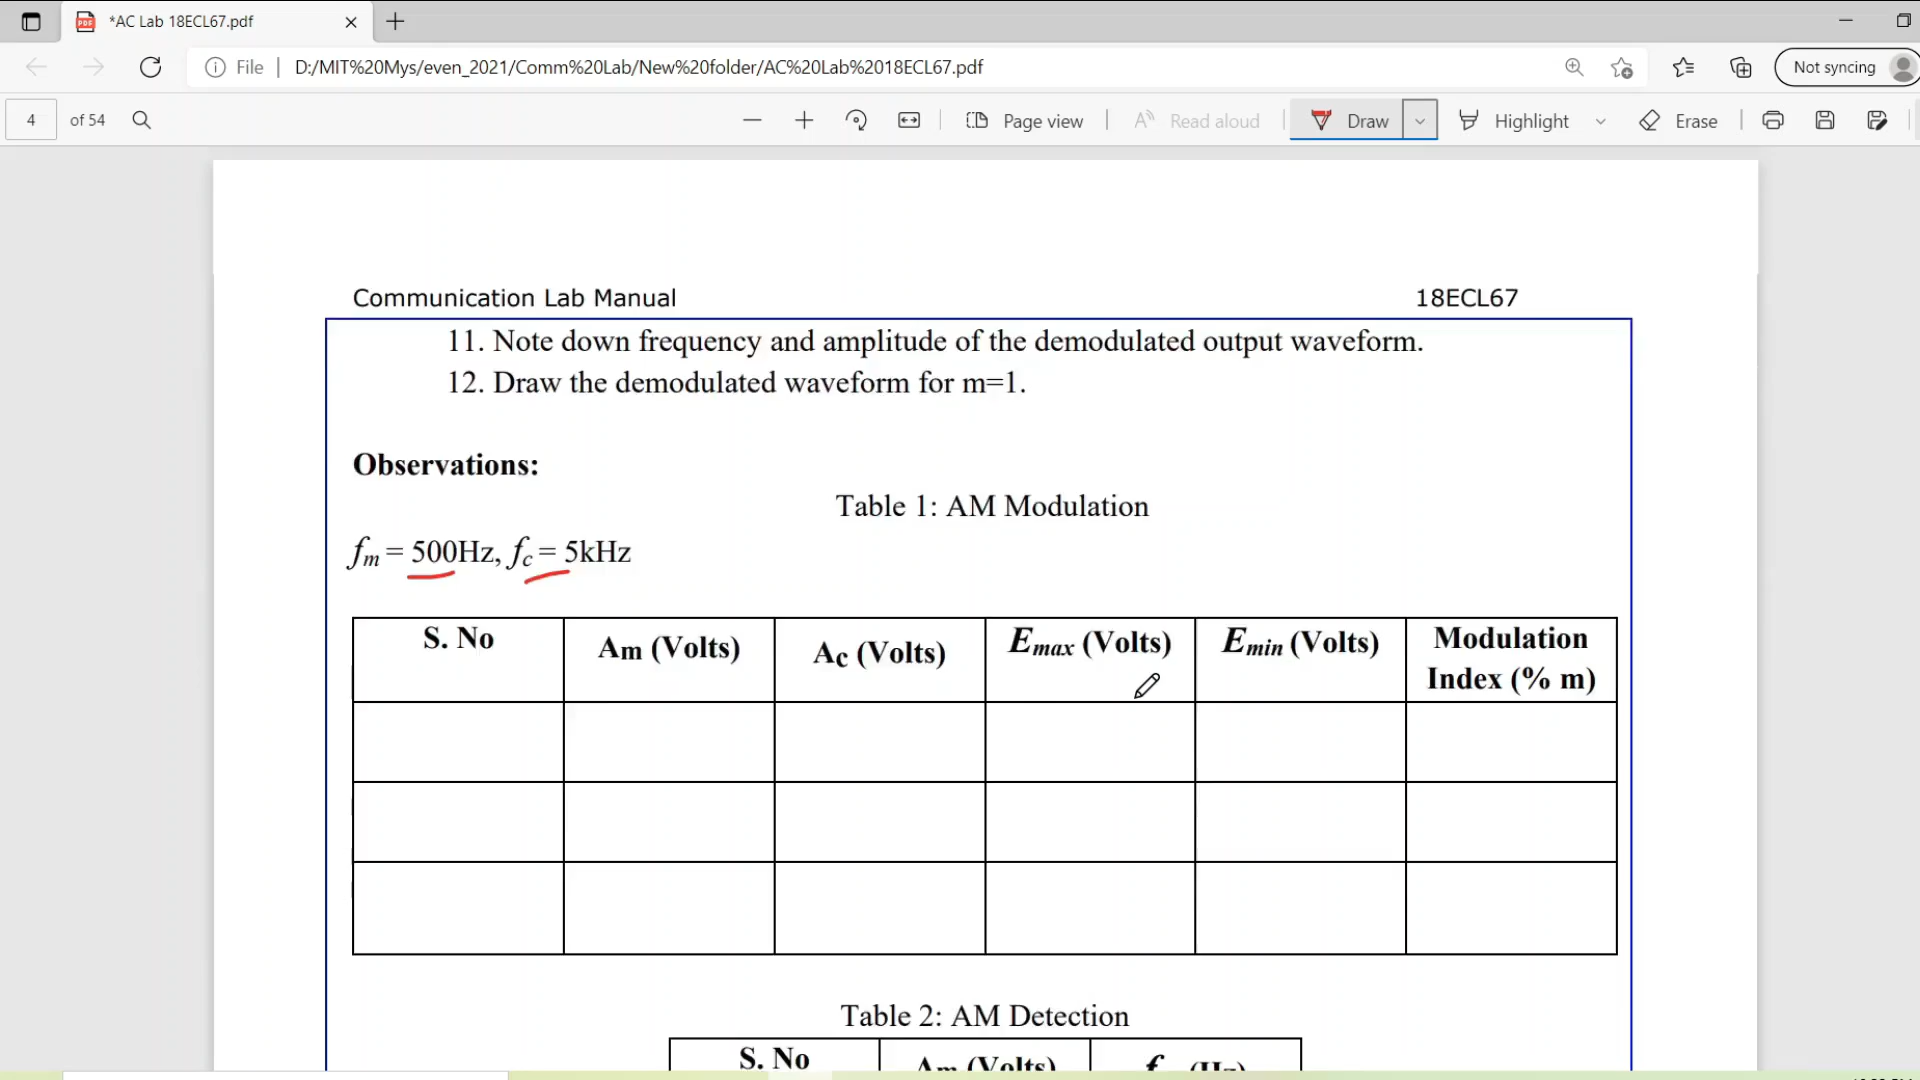 *AC Lab 18ECL67.pdf
File
D:/MIT%20Mys/even_2021/Comm%20Lab/New%20folder/AC%20Lab%2018ECL67.pdf
Not syncing
4 of 54
Page view
Read aloud
Draw
Highlight
Erase
Communication Lab Manual 18ECL67
11. Note down frequency and amplitude of the demodulated output waveform.
12. Draw the demodulated waveform for m=1.
Observations:
Table 1: AM Modulation
fm = 500Hz, fc = 5kHz
S. No Am (Volts) Ac (Volts) Emax (Volts) Emin (Volts) Modulation Index (% m)
Table 2: AM Detection
S. No Am (Volts) f (Hz)